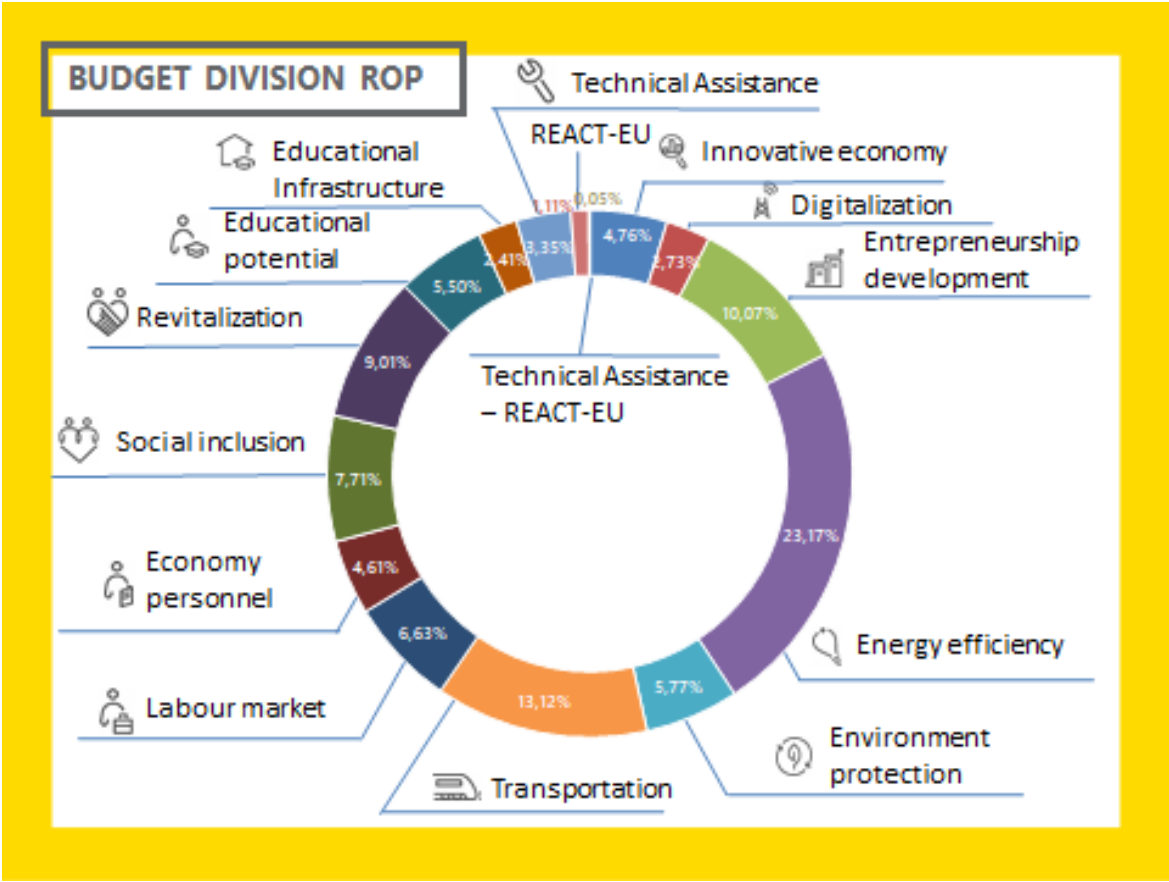 BUDGET DIVISION ROP
Technical Assistance
REACT-EU
Innovative economy
Digitalization
Entrepreneurship
development
Educational
Infrastructure
Educational
potential
Revitalization
Social inclusion
Economy
personnel
Labour market
Transportation
Environment
protection
Energy efficiency
Technical Assistance
– REACT-EU
4,76%
2,73%
10,07%
23,17%
5,77%
13,12%
6,63%
4,61%
7,71%
9,01%
5,50%
2,41%
3,35%
1,11%
0,05%